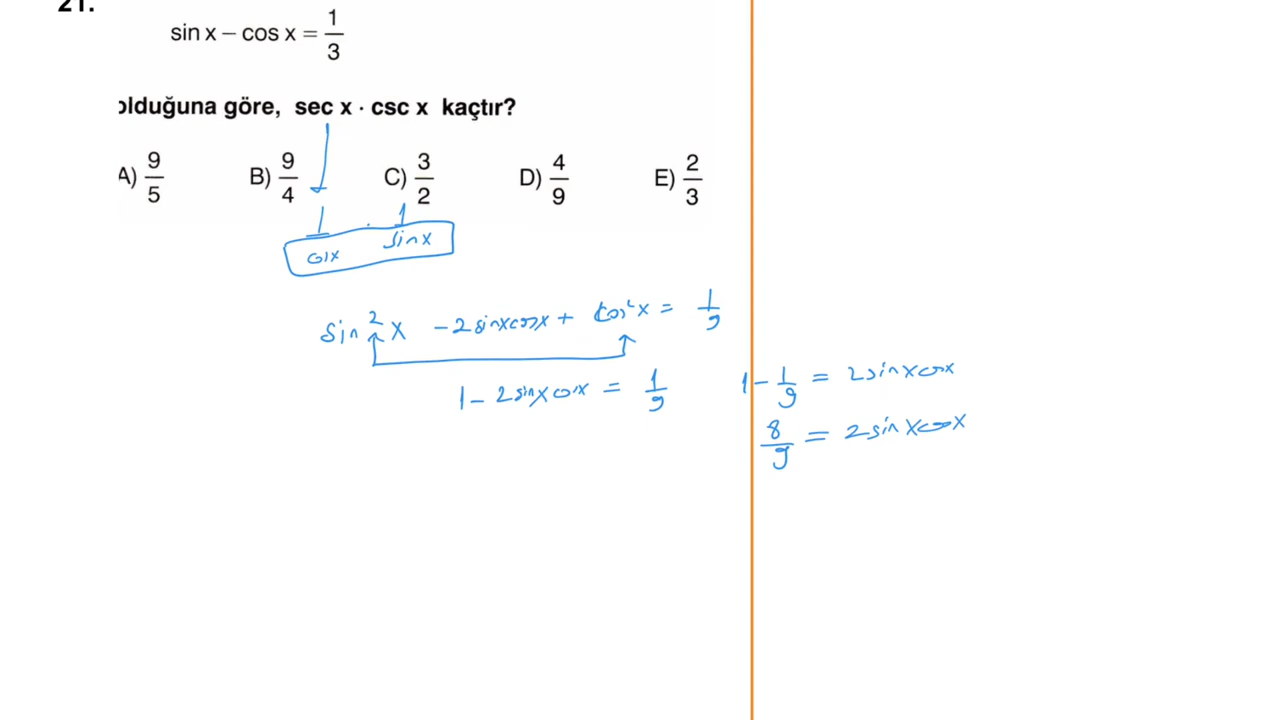 21.
sin x – cos x = 1/3
olduğuna göre, sec x · csc x kaçtır?
A) 9/5 B) 9/4 C) 3/2 D) 4/9 E) 2/3
1/cosx · 1/sinx
sin²x - 2sinxcosx + cos²x = 1/9
1 - 2sinxcosx = 1/9
1 - 1/9 = 2sinxcosx
8/9 = 2sinxcosx